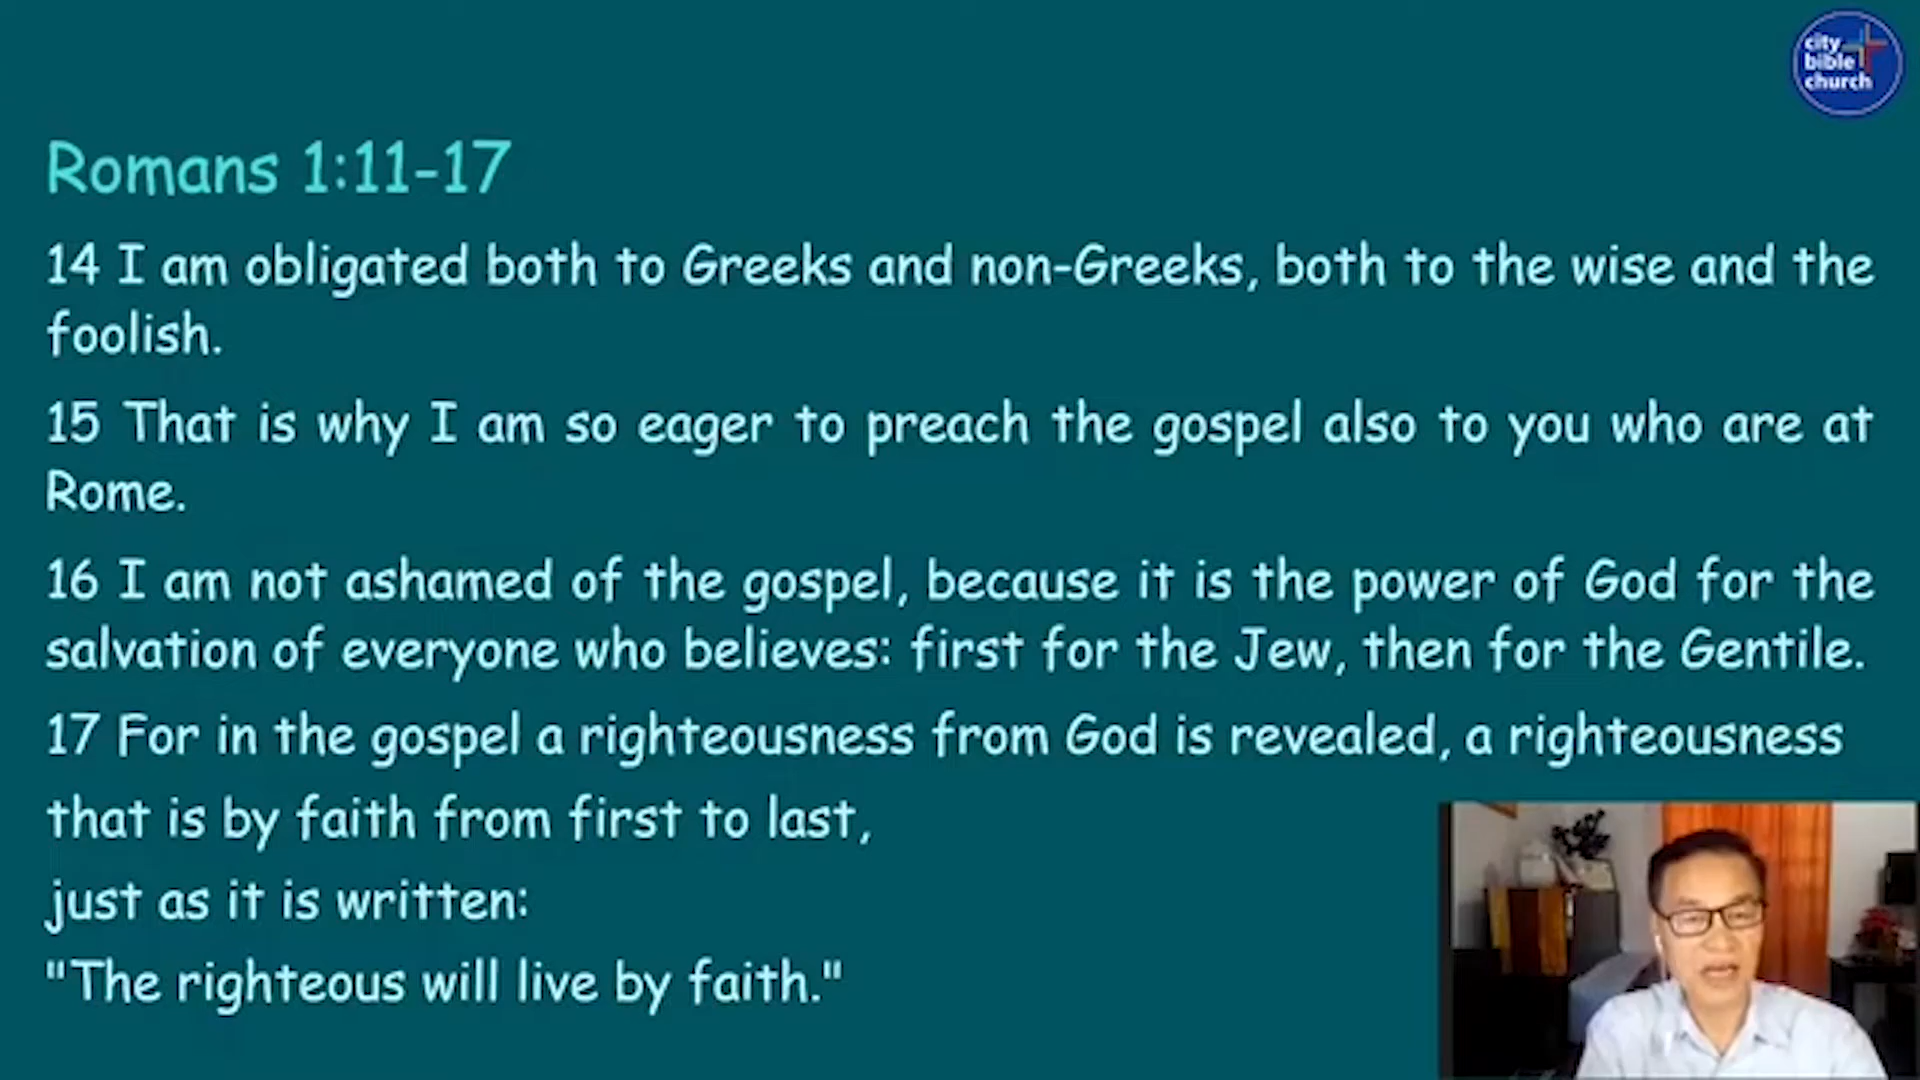 city
bible
church
Romans 1:11-17
14 I am obligated both to Greeks and non-Greeks, both to the wise and the
foolish.
15 That is why I am so eager to preach the gospel also to you who are at
Rome.
16 I am not ashamed of the gospel, because it is the power of God for the
salvation of everyone who believes: first for the Jew, then for the Gentile.
17 For in the gospel a righteousness from God is revealed, a righteousness
that is by faith from first to last,
just as it is written:
"The righteous will live by faith."